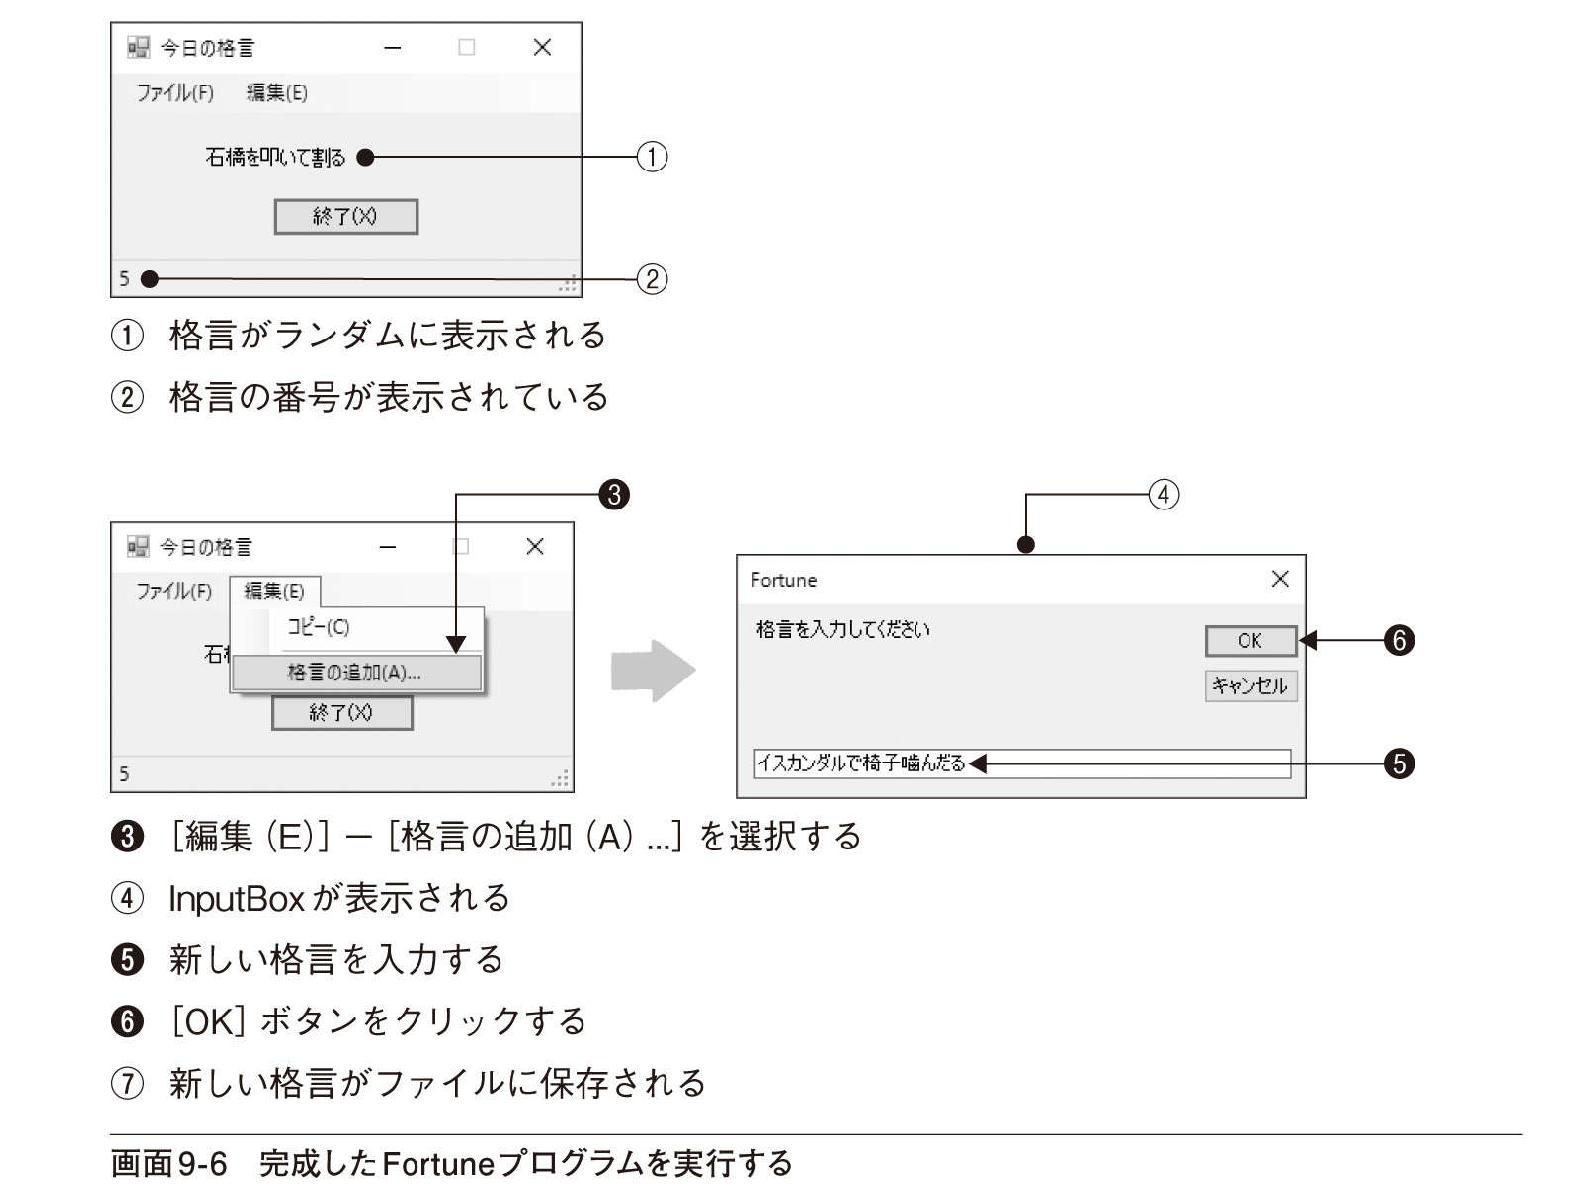 今日の格言
ファイル(F) 編集(E)
石橋を叩いて割る ①
終了(X)
5 ②
① 格言がランダムに表示される
② 格言の番号が表示されている
❸ ④
今日の格言
ファイル(F) 編集(E)
コピー(C)
石
格言の追加(A)...
終了(X)
5
Fortune
格言を入力してください
OK ❻
キャンセル
イスカンダルで椅子噛んだる ❺
❸ [編集(E)]－[格言の追加(A)...]を選択する
④ InputBoxが表示される
❺ 新しい格言を入力する
❻ [OK]ボタンをクリックする
⑦ 新しい格言がファイルに保存される
画面9-6 完成したFortuneプログラムを実行する